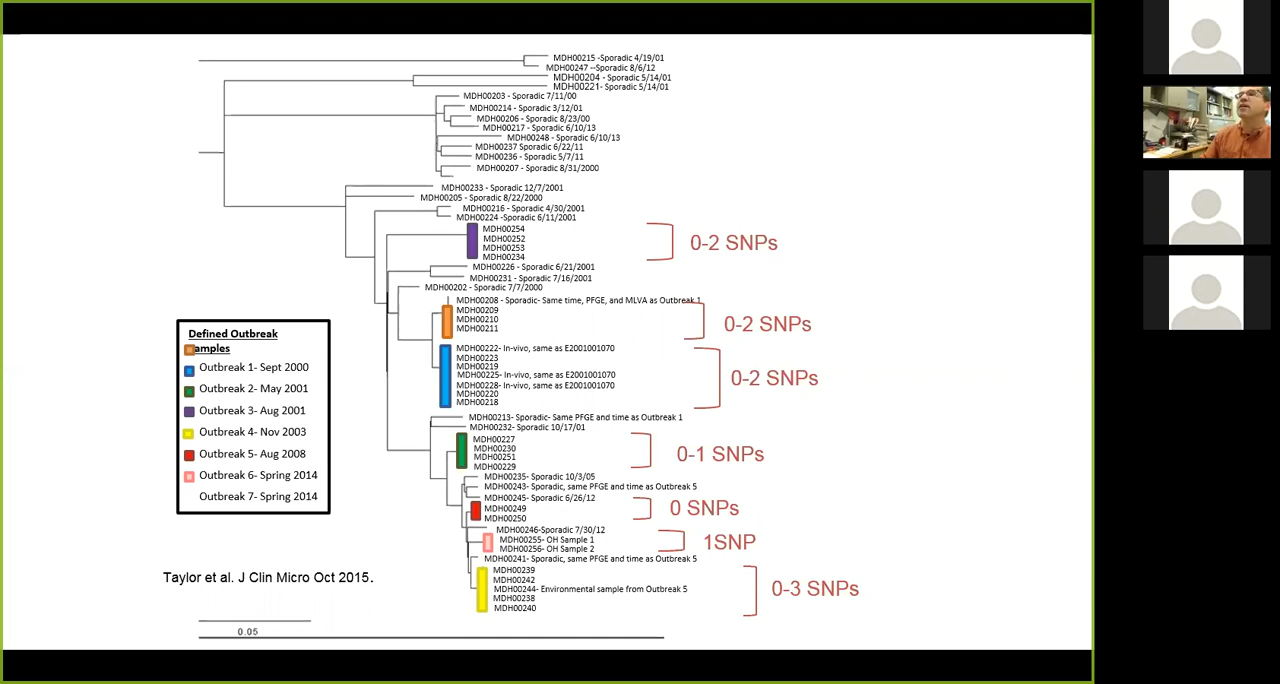 MDH00215 -Sporadic 4/19/01
MDH00247 --Sporadic 8/6/12
MDH00204 - Sporadic 5/14/01
MDH00221- Sporadic 5/14/01
MDH00203 - Sporadic 7/11/00
MDH00214 - Sporadic 3/12/01
MDH00206 - Sporadic 8/23/00
MDH00217 - Sporadic 6/10/13
MDH00248 - Sporadic 6/10/13
MDH00237 Sporadic 6/22/11
MDH00236 - Sporadic 5/7/11
MDH00207 - Sporadic 8/31/2000
MDH00233 - Sporadic 12/7/2001
MDH00205 - Sporadic 8/22/2000
MDH00216 - Sporadic 4/30/2001
MDH00224 -Sporadic 6/11/2001
MDH00254
MDH00252
MDH00253
MDH00234
0-2 SNPs
MDH00226 - Sporadic 6/21/2001
MDH00231 - Sporadic 7/16/2001
MDH00202 - Sporadic 7/7/2000
MDH00208 - Sporadic- Same time, PFGE, and MLVA as Outbreak 1
MDH00209
MDH00210
MDH00211
0-2 SNPs
MDH00222- In-vivo, same as E2001001070
MDH00223
MDH00219
MDH00225- In-vivo, same as E2001001070
MDH00228- In-vivo, same as E2001001070
MDH00220
MDH00218
0-2 SNPs
MDH00213- Sporadic- Same PFGE and time as Outbreak 1
MDH00232- Sporadic 10/17/01
MDH00227
MDH00230
MDH00251
MDH00229
0-1 SNPs
MDH00235- Sporadic 10/3/05
MDH00243- Sporadic, same PFGE and time as Outbreak 5
MDH00245- Sporadic 6/26/12
MDH00249
MDH00250
0 SNPs
MDH00246-Sporadic 7/30/12
MDH00255- OH Sample 1
MDH00256- OH Sample 2
1SNP
MDH00241- Sporadic, same PFGE and time as Outbreak 5
MDH00239
MDH00242
MDH00244- Environmental sample from Outbreak 5
MDH00238
MDH00240
0-3 SNPs
Defined Outbreak
amples
Outbreak 1- Sept 2000
Outbreak 2- May 2001
Outbreak 3- Aug 2001
Outbreak 4- Nov 2003
Outbreak 5- Aug 2008
Outbreak 6- Spring 2014
Outbreak 7- Spring 2014
Taylor et al. J Clin Micro Oct 2015.
0.05